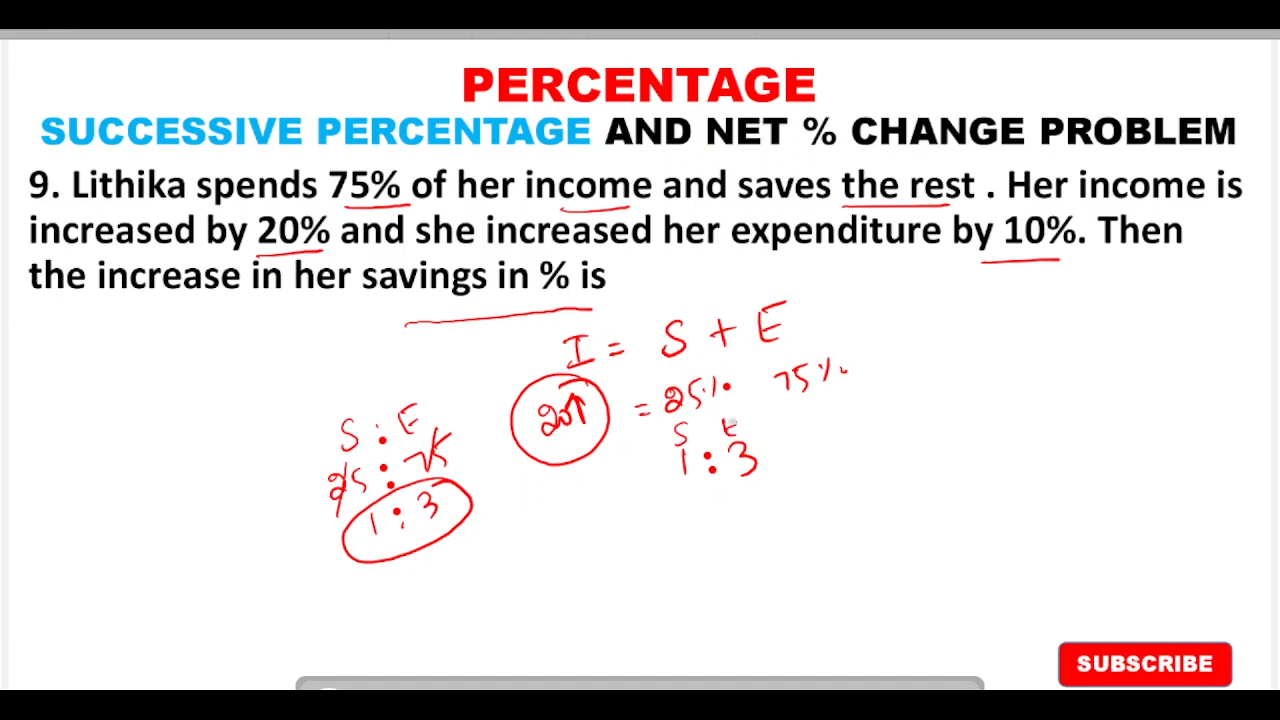 PERCENTAGE
SUCCESSIVE PERCENTAGE AND NET % CHANGE PROBLEM
9. Lithika spends 75% of her income and saves the rest . Her income is
increased by 20% and she increased her expenditure by 10%. Then
the increase in her savings in % is
I = S + E
20↑ = 25% 75%
S : E
S E
25 : 75
1 : 3
1 : 3
SUBSCRIBE